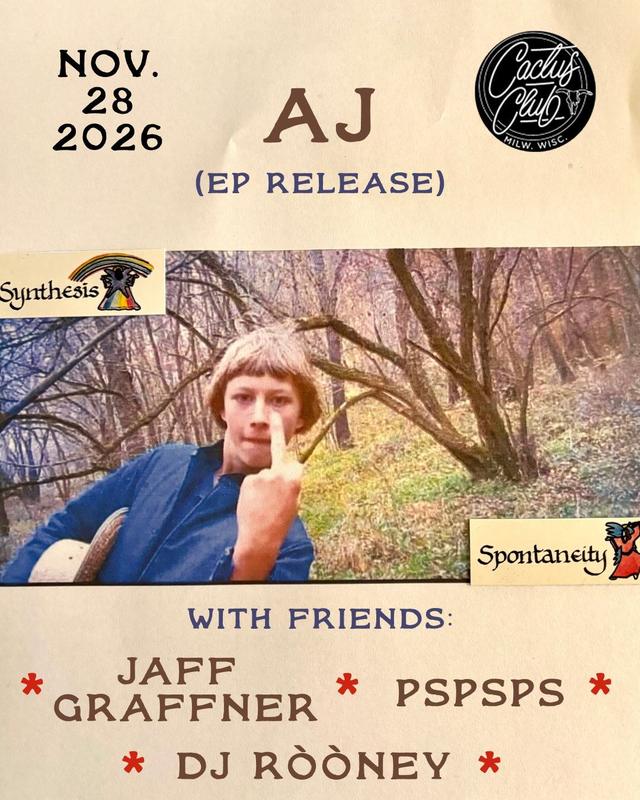 NOV.
28
2026
AJ
(EP RELEASE)
Cactus
Club
MILW. WISC.
Synthesis
Spontaneity
WITH FRIENDS:
* JAFF
GRAFFNER * PSPSPS *
* DJ RÒÒNEY *